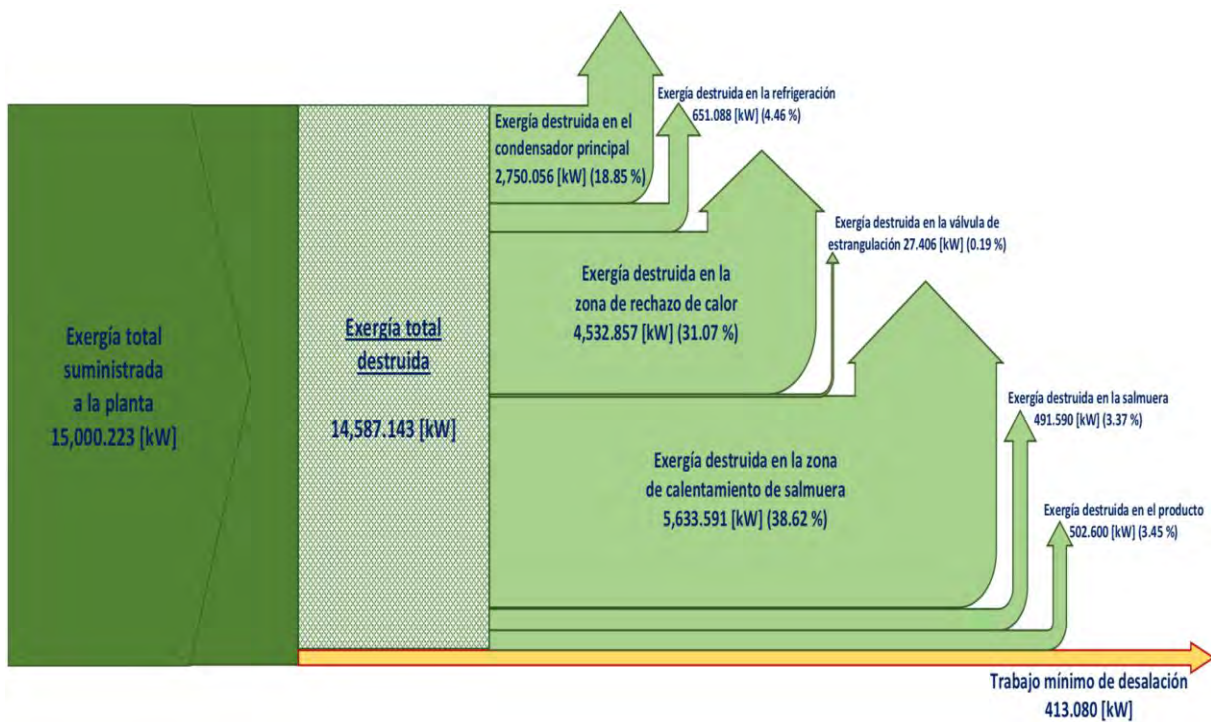 Exergía total
suministrada
a la planta
15,000.223 [kW]
Exergía total
destruida
14,587.143 [kW]
Exergía destruida en el
condensador principal
2,750.056 [kW] (18.85 %)
Exergía destruida en la refrigeración
651.088 [kW] (4.46 %)
Exergía destruida en la
zona de rechazo de calor
4,532.857 [kW] (31.07 %)
Exergía destruida en la válvula de
estrangulación 27.406 [kW] (0.19 %)
Exergía destruida en la zona
de calentamiento de salmuera
5,633.591 [kW] (38.62 %)
Exergía destruida en la salmuera
491.590 [kW] (3.37 %)
Exergía destruida en el producto
502.600 [kW] (3.45 %)
Trabajo mínimo de desalación
413.080 [kW]